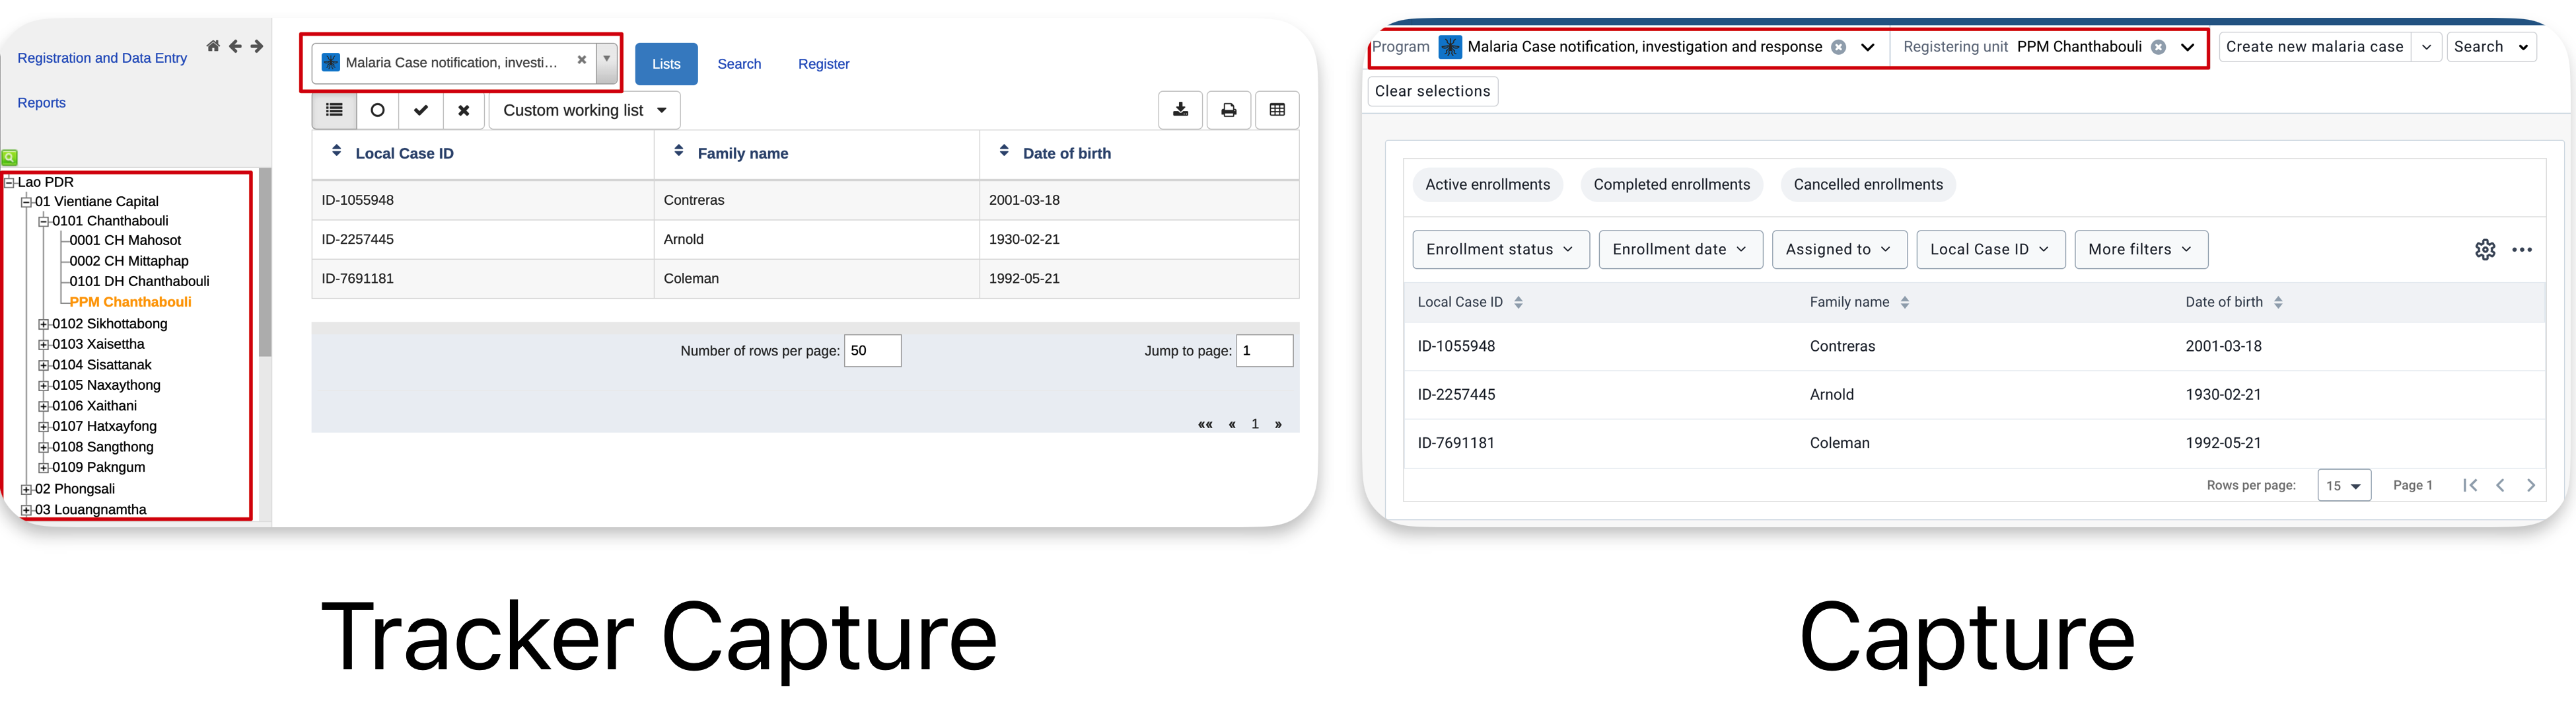 Registration and Data Entry
Reports
Lao PDR
01 Vientiane Capital
0101 Chanthabouli
0001 CH Mahosot
0002 CH Mittaphap
0101 DH Chanthabouli
PPM Chanthabouli
0102 Sikhottabong
0103 Xaisettha
0104 Sisattanak
0105 Naxaythong
0106 Xaithani
0107 Hatxayfong
0108 Sangthong
0109 Pakngum
02 Phongsali
03 Louangnamtha
Malaria Case notification, investi...
Lists Search Register
Custom working list
Local Case ID Family name Date of birth
ID-1055948 Contreras 2001-03-18
ID-2257445 Arnold 1930-02-21
ID-7691181 Coleman 1992-05-21
Number of rows per page: 50 Jump to page: 1
«« « 1 »
Tracker Capture
Program Malaria Case notification, investigation and response Registering unit PPM Chanthabouli Create new malaria case Search
Clear selections
Active enrollments Completed enrollments Cancelled enrollments
Enrollment status Enrollment date Assigned to Local Case ID More filters
Local Case ID Family name Date of birth
ID-1055948 Contreras 2001-03-18
ID-2257445 Arnold 1930-02-21
ID-7691181 Coleman 1992-05-21
Rows per page: 15 Page 1
Capture